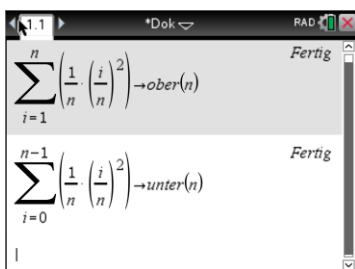 1.1 *Dok RAD
n
∑ (1/n · (i/n)²)→ober(n) Fertig
i=1
n−1
∑ (1/n · (i/n)²)→unter(n) Fertig
i=0